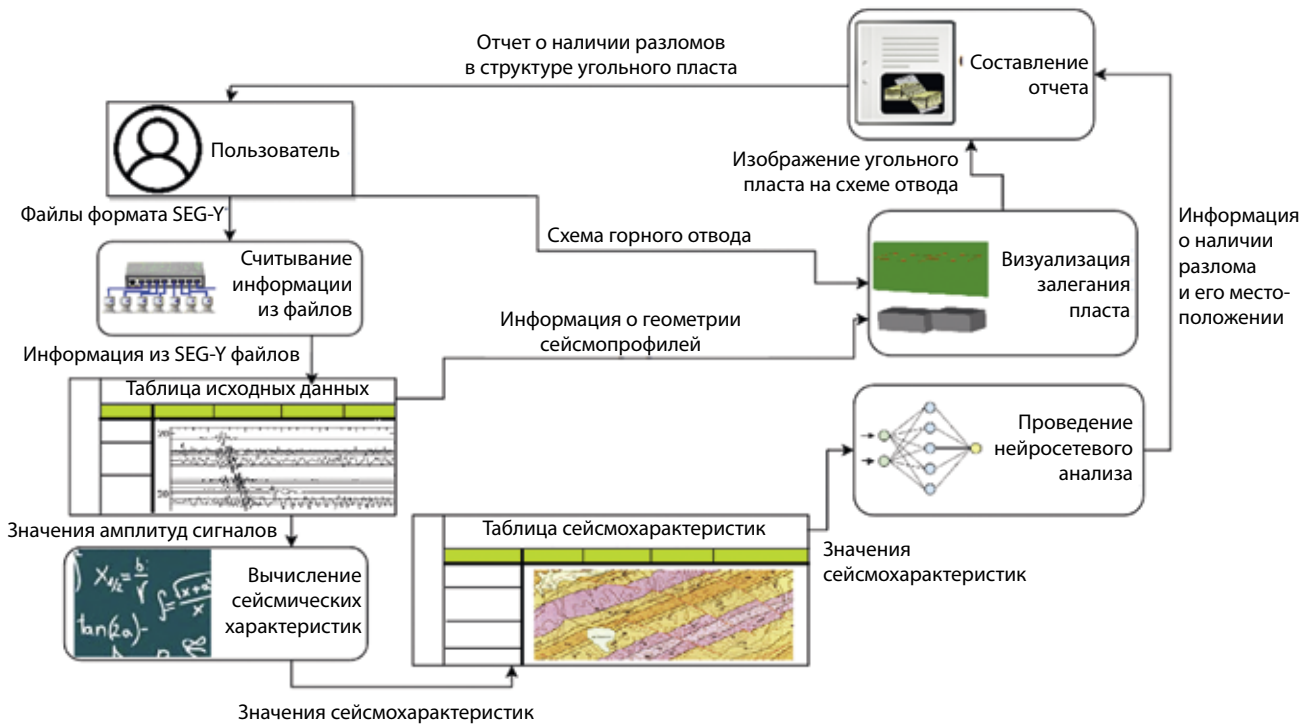 Отчет о наличии разломов
в структуре угольного пласта
Составление
отчета
Пользователь
Изображение угольного
пласта на схеме отвода
Файлы формата SEG-Y
Схема горного отвода
Информация
о наличии
разлома
и его место-
положении
Считывание
информации
из файлов
Визуализация
залегания
пласта
Информация о геометрии
сейсмопрофилей
Информация из SEG-Y файлов
Таблица исходных данных
Проведение
нейросетевого
анализа
Значения амплитуд сигналов
Таблица сейсмохарактеристик
Значения
сейсмохарактеристик
Вычисление
сейсмических
характеристик
tan(2a)-
Значения сейсмохарактеристик